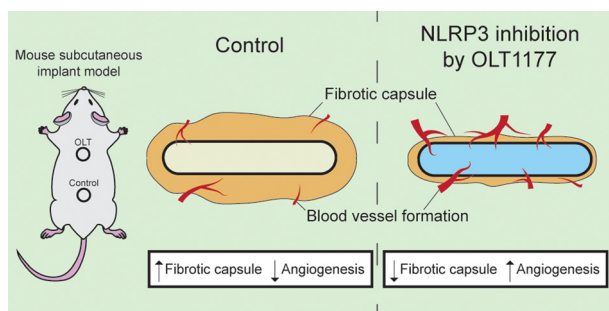 Mouse subcutaneous
implant model
OLT
Control
Control
NLRP3 inhibition
by OLT1177
Fibrotic capsule
Blood vessel formation
↑ Fibrotic capsule ↓ Angiogenesis
↓ Fibrotic capsule ↑ Angiogenesis